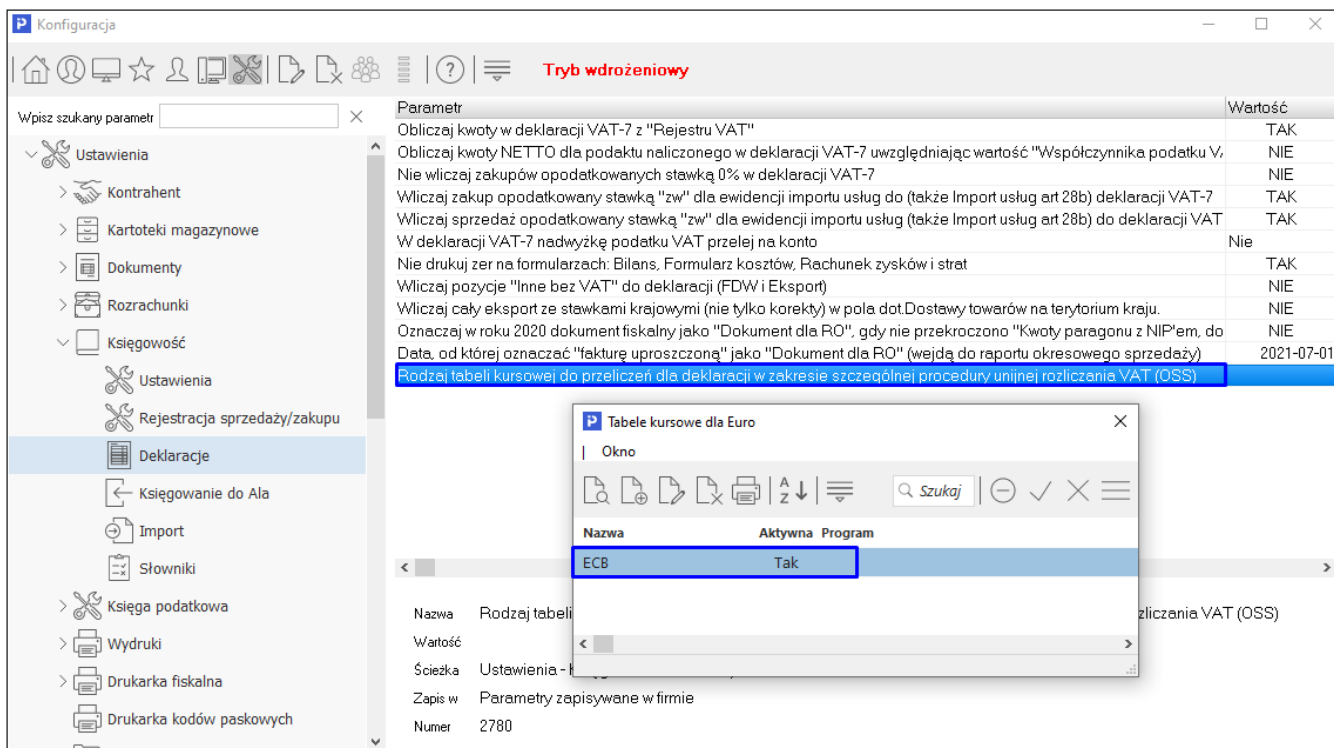 Konfiguracja
Tryb wdrożeniowy
Wpisz szukany parametr
Ustawienia
Kontrahent
Kartoteki magazynowe
Dokumenty
Rozrachunki
Księgowość
Ustawienia
Rejestracja sprzedaży/zakupu
Deklaracje
Księgowanie do Ala
Import
Słowniki
Księga podatkowa
Wydruki
Drukarka fiskalna
Drukarka kodów paskowych
Parametr Wartość
Obliczaj kwoty w deklaracji VAT-7 z "Rejestru VAT" TAK
Obliczaj kwoty NETTO dla podaktu naliczonego w deklaracji VAT-7 uwzględniając wartość "Współczynnika podatku V, NIE
Nie wliczaj zakupów opodatkowanych stawką 0% w deklaracji VAT-7 NIE
Wliczaj zakup opodatkowany stawką "zw" dla ewidencji importu usług do (także Import usług art 28b) deklaracji VAT-7 TAK
Wliczaj sprzedaż opodatkowany stawką "zw" dla ewidencji importu usług (także Import usług art 28b) do deklaracji VAT TAK
W deklaracji VAT-7 nadwyżkę podatku VAT przelej na konto Nie
Nie drukuj zer na formularzach: Bilans, Formularz kosztów, Rachunek zysków i strat TAK
Wliczaj pozycje "Inne bez VAT" do deklaracji (FDW i Eksport) NIE
Wliczaj cały eksport ze stawkami krajowymi (nie tylko korekty) w pola dot.Dostawy towarów na terytorium kraju. NIE
Oznaczaj w roku 2020 dokument fiskalny jako "Dokument dla RO", gdy nie przekroczono "Kwoty paragonu z NIP'em, do NIE
Data, od której oznaczać "fakturę uproszczoną" jako "Dokument dla RO" (wejdą do raportu okresowego sprzedaży) 2021-07-01
Rodzaj tabeli kursowej do przeliczeń dla deklaracji w zakresie szczególnej procedury unijnej rozliczania VAT (OSS)
Tabele kursowe dla Euro
Okno
Szukaj
Nazwa Aktywna Program
ECB Tak
Nazwa Rodzaj tabeli zliczania VAT (OSS)
Wartość
Ścieżka Ustawienia -
Zapis w Parametry zapisywane w firmie
Numer 2780